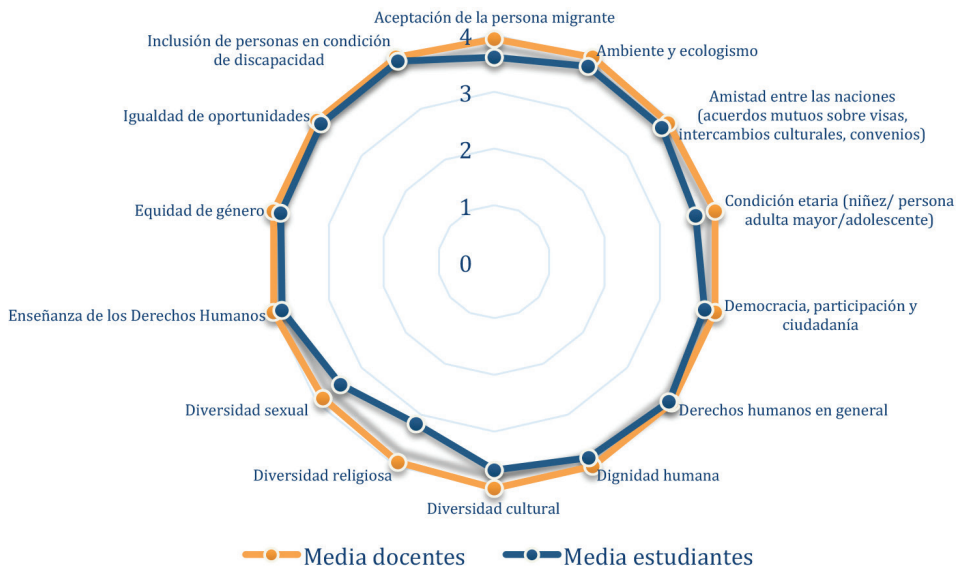 Aceptación de la persona migrante
4
3
2
1
0
Ambiente y ecologismo
Amistad entre las naciones
(acuerdos mutuos sobre visas,
intercambios culturales, convenios)
Condición etaria (niñez/ persona
adulta mayor/adolescente)
Democracia, participación y
ciudadanía
Derechos humanos en general
Dignidad humana
Diversidad cultural
Diversidad religiosa
Diversidad sexual
Enseñanza de los Derechos Humanos
Equidad de género
Igualdad de oportunidades
Inclusión de personas en condición
de discapacidad
Media docentes
Media estudiantes